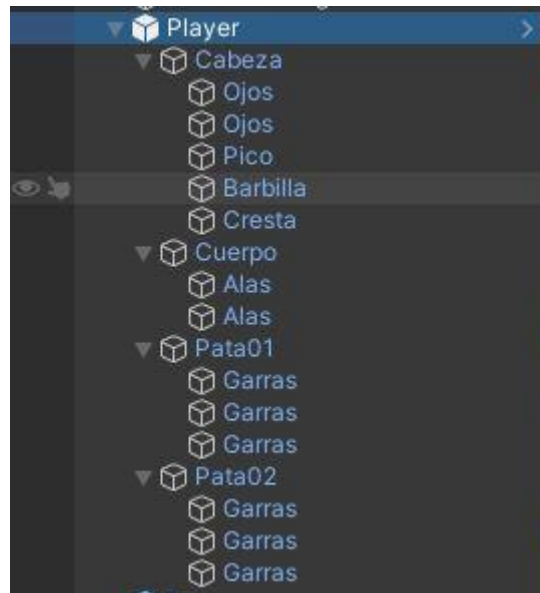 Player
Cabeza
Ojos
Ojos
Pico
Barbilla
Cresta
Cuerpo
Alas
Alas
Pata01
Garras
Garras
Garras
Pata02
Garras
Garras
Garras